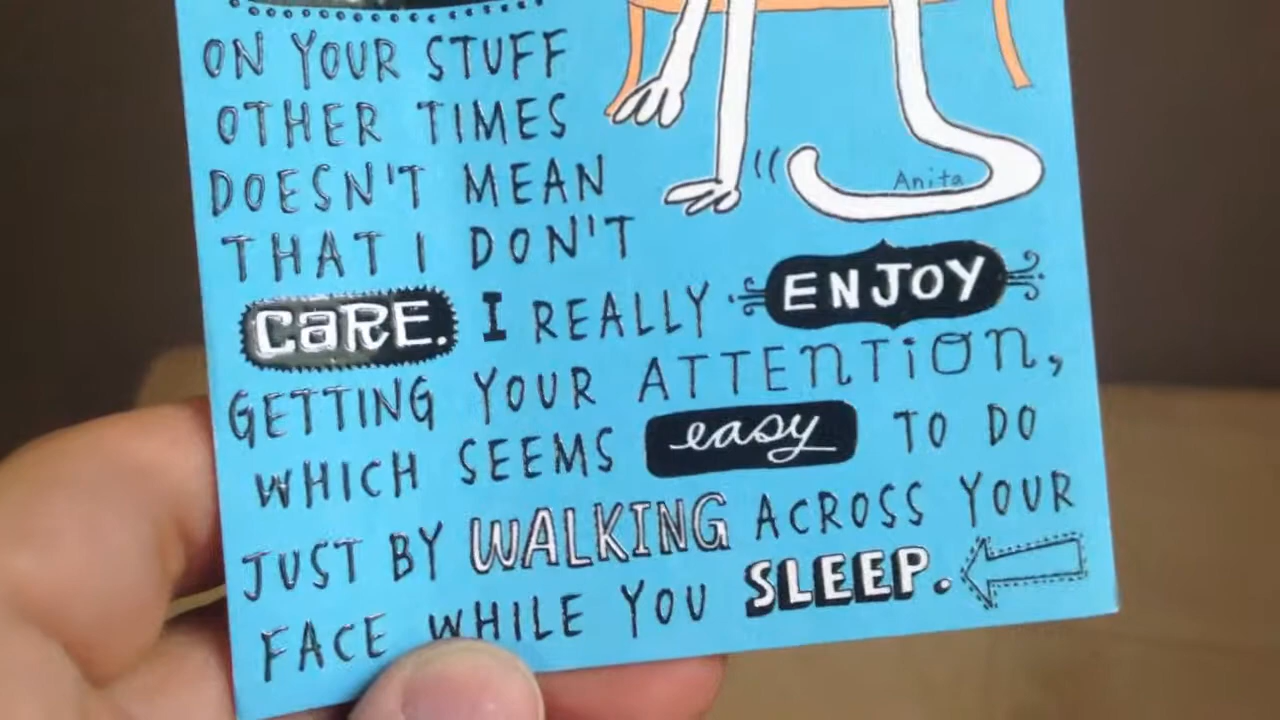 ON YOUR STUFF
OTHER TIMES
DOESN'T MEAN
THAT I DON'T
CaRE. I REALLY ENJOY
GETTING YOUR ATTENTION,
WHICH SEEMS easy TO DO
JUST BY WALKING ACROSS YOUR
FACE WHILE YOU SLEEP.
Anita